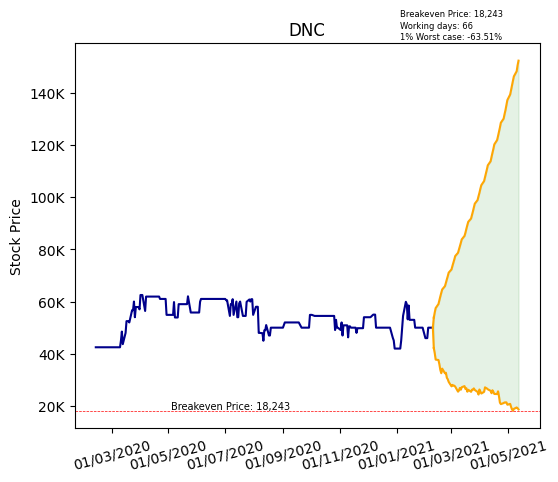 Breakeven Price: 18,243
Working days: 66
1% Worst case: -63.51%
DNC
Stock Price
140K
120K
100K
80K
60K
40K
20K
Breakeven Price: 18,243
01/03/2020
01/05/2020
01/07/2020
01/09/2020
01/11/2020
01/01/2021
01/03/2021
01/05/2021